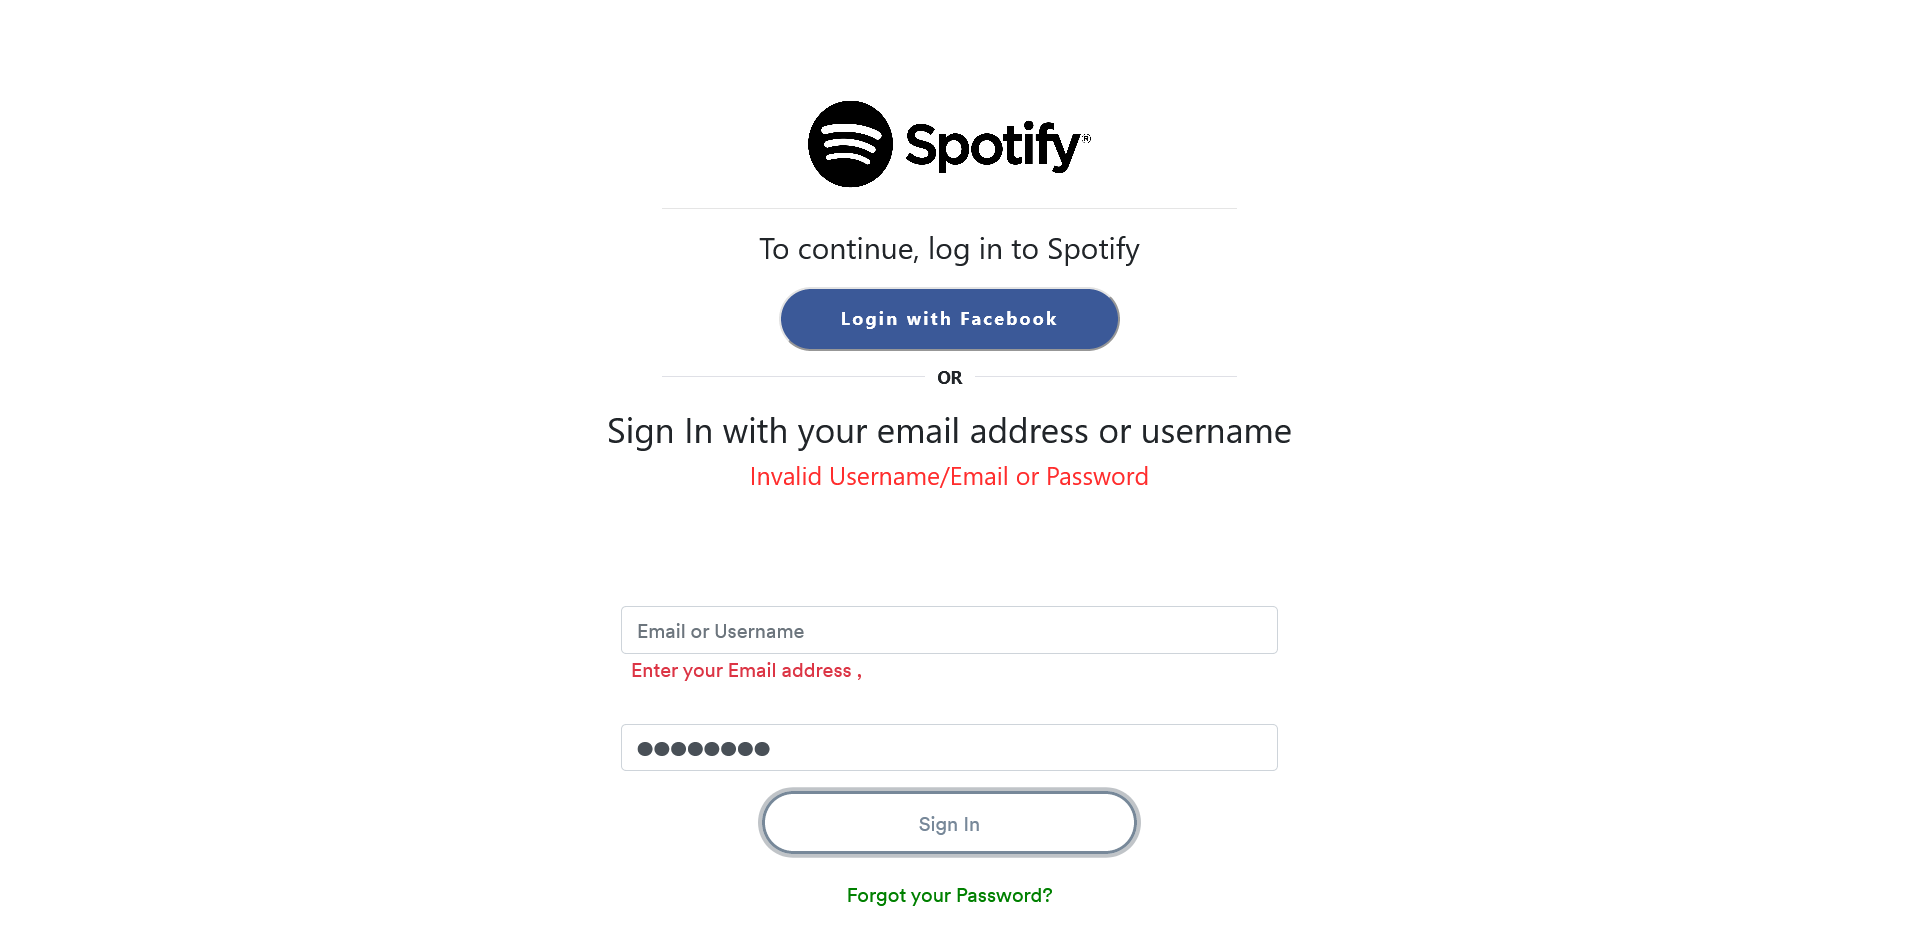 Spotify®
To continue, log in to Spotify
Login with Facebook
OR
Sign In with your email address or username
Invalid Username/Email or Password
Email or Username
Enter your Email address ,
●●●●●●●●
Sign In
Forgot your Password?